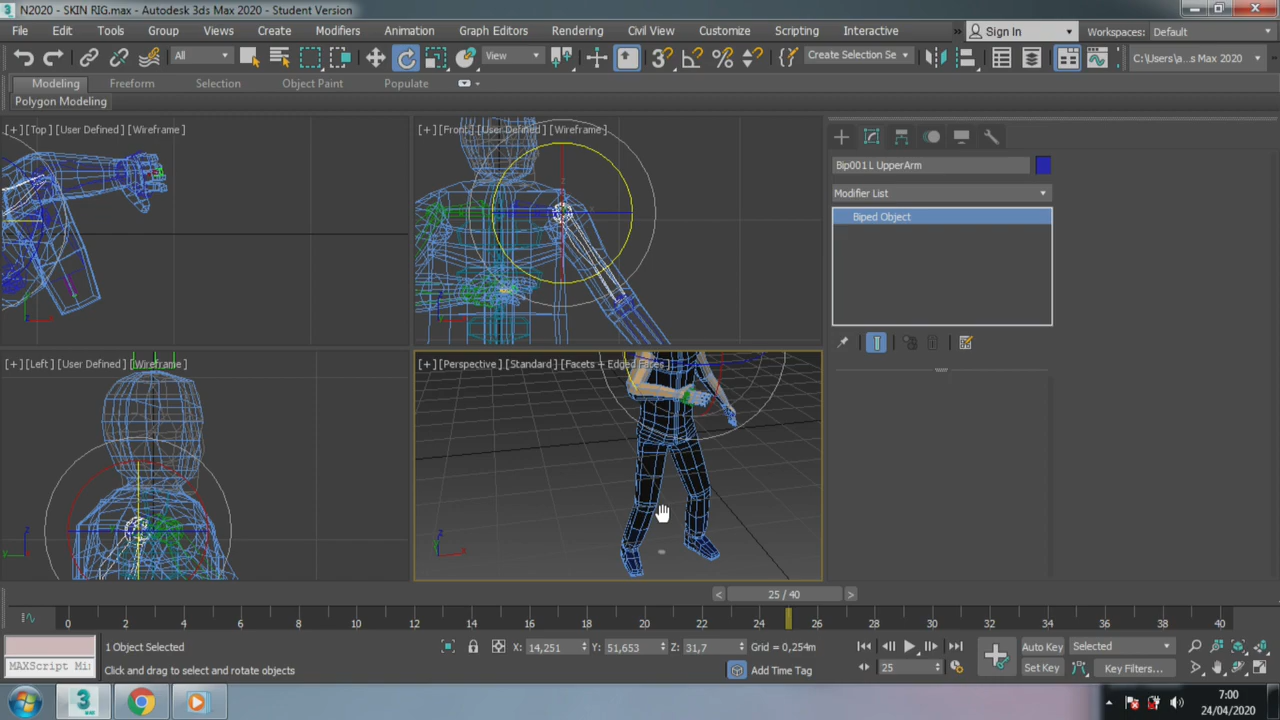 N2020 - SKIN RIG.max - Autodesk 3ds Max 2020 - Student Version
File Edit Tools Group Views Create Modifiers Animation Graph Editors Rendering Civil View Customize Scripting Interactive » Sign In Workspaces: Default
All View Create Selection Se C:\Users\a...s Max 2020
Modeling Freeform Selection Object Paint Populate
Polygon Modeling
[+] [Top] [User Defined] [Wireframe]
[+] [Front] [User Defined] [Wireframe]
Bip001 L UpperArm
Modifier List
Biped Object
[+] [Left] [User Defined] [Wireframe]
[+] [Perspective] [Standard] [Facets + Edged Faces]
< 25 / 40 >
0 2 4 6 8 10 12 14 16 18 20 22 24 26 28 30 32 34 36 38 40
1 Object Selected X: 14,251 Y: 51,653 Z: 31,7 Grid = 0,254m Auto Key Selected
MAXScript Mi Click and drag to select and rotate objects Add Time Tag 25 Set Key Key Filters...
7:00
24/04/2020